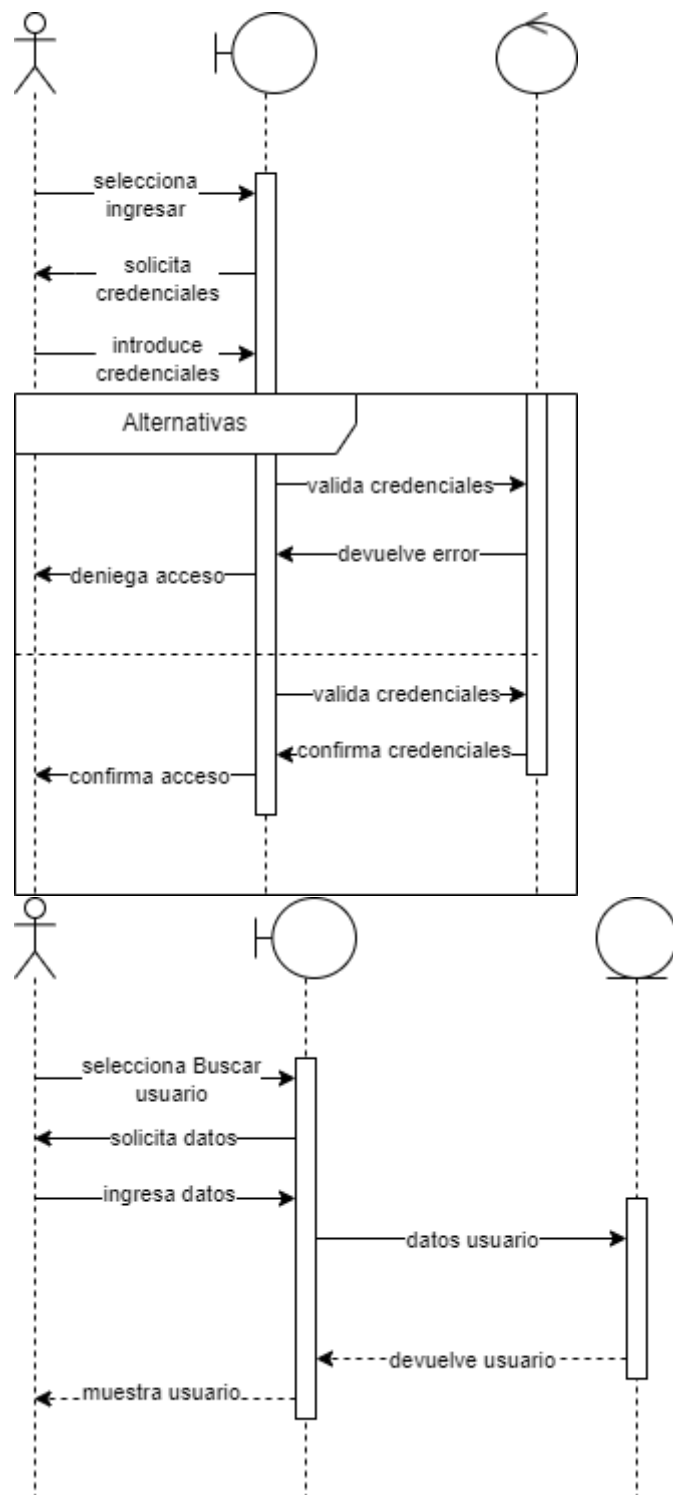 selecciona
ingresar
solicita
credenciales
introduce
credenciales
Alternativas
valida credenciales
devuelve error
deniega acceso
valida credenciales
confirma credenciales
confirma acceso
selecciona Buscar
usuario
solicita datos
ingresa datos
datos usuario
devuelve usuario
muestra usuario